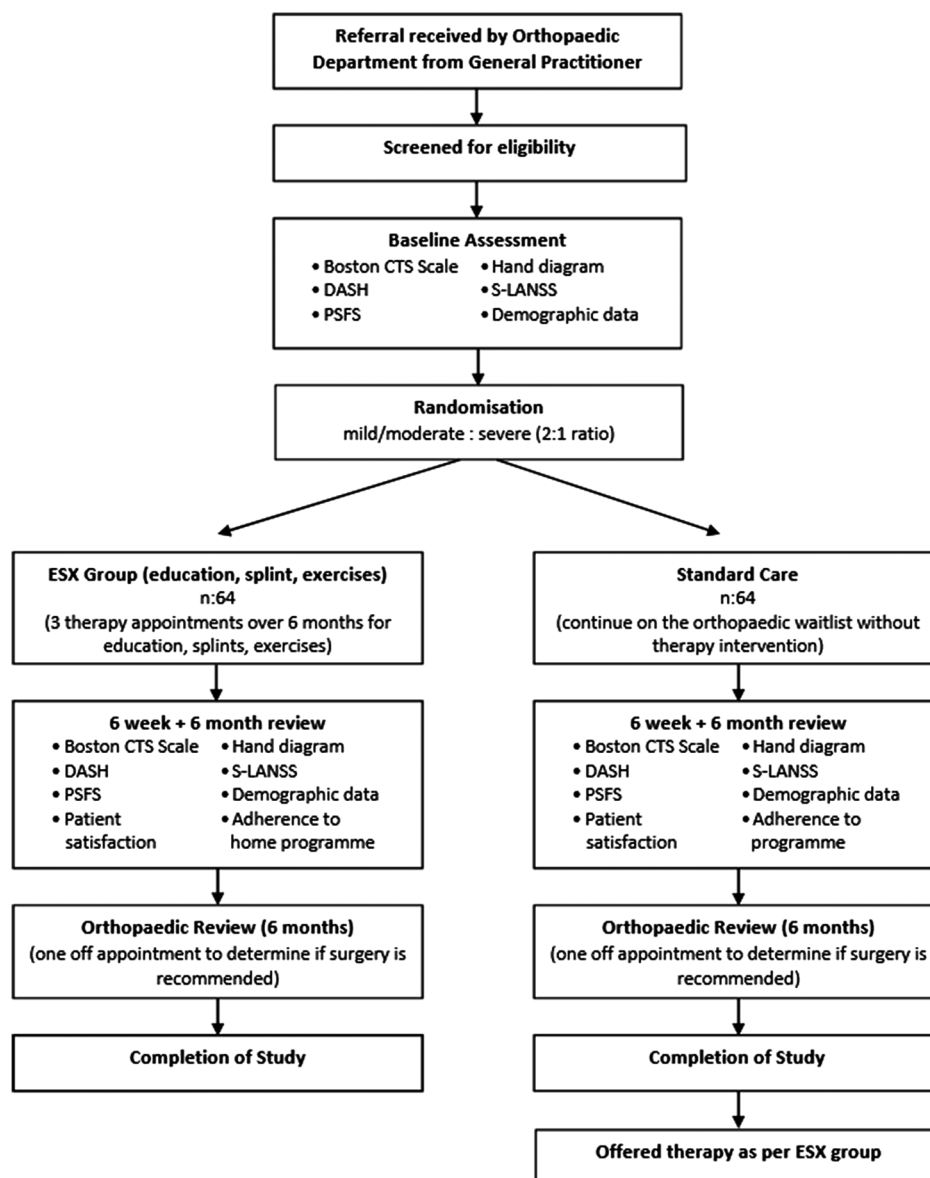 Referral received by Orthopaedic
Department from General Practitioner
Screened for eligibility
Baseline Assessment
• Boston CTS Scale
• DASH
• PSFS
• Hand diagram
• S-LANSS
• Demographic data
Randomisation
mild/moderate : severe (2:1 ratio)
ESX Group (education, splint, exercises)
n:64
(3 therapy appointments over 6 months for
education, splints, exercises)
6 week + 6 month review
• Boston CTS Scale
• DASH
• PSFS
• Patient
satisfaction
• Hand diagram
• S-LANSS
• Demographic data
• Adherence to
home programme
Orthopaedic Review (6 months)
(one off appointment to determine if surgery is
recommended)
Completion of Study
Standard Care
n:64
(continue on the orthopaedic waitlist without
therapy intervention)
6 week + 6 month review
• Boston CTS Scale
• DASH
• PSFS
• Patient
satisfaction
• Hand diagram
• S-LANSS
• Demographic data
• Adherence to
programme
Orthopaedic Review (6 months)
(one off appointment to determine if surgery is
recommended)
Completion of Study
Offered therapy as per ESX group